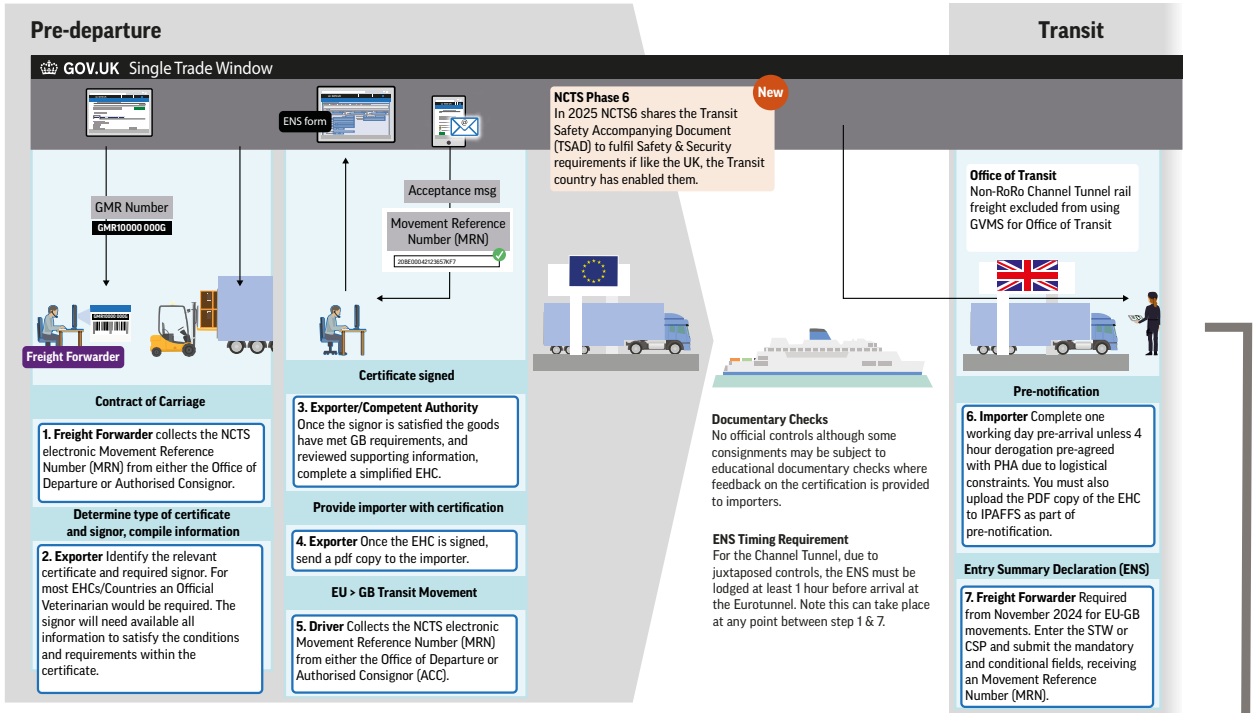 Pre-departure
Transit
GOV.UK Single Trade Window
ENS form
New
NCTS Phase 6
In 2025 NCTS6 shares the Transit
Safety Accompanying Document
(TSAD) to fulfil Safety & Security
requirements if like the UK, the Transit
country has enabled them.
GMR Number
GMR10000 000G
GMR10000 000G
Freight Forwarder
Acceptance msg
Movement Reference
Number (MRN)
20BE00042123657KF7
Office of Transit
Non-RoRo Channel Tunnel rail
freight excluded from using
GVMS for Office of Transit
Contract of Carriage
1. Freight Forwarder collects the NCTS
electronic Movement Reference
Number (MRN) from either the Office of
Departure or Authorised Consignor.
Determine type of certificate
and signor, compile information
2. Exporter Identify the relevant
certificate and required signor. For
most EHCs/Countries an Official
Veterinarian would be required. The
signor will need available all
information to satisfy the conditions
and requirements within the
certificate.
Certificate signed
3. Exporter/Competent Authority
Once the signor is satisfied the goods
have met GB requirements, and
reviewed supporting information,
complete a simplified EHC.
Provide importer with certification
4. Exporter Once the EHC is signed,
send a pdf copy to the importer.
EU > GB Transit Movement
5. Driver Collects the NCTS electronic
Movement Reference Number (MRN)
from either the Office of Departure or
Authorised Consignor (ACC).
Documentary Checks
No official controls although some
consignments may be subject to
educational documentary checks where
feedback on the certification is provided
to importers.
ENS Timing Requirement
For the Channel Tunnel, due to
juxtaposed controls, the ENS must be
lodged at least 1 hour before arrival at
the Eurotunnel. Note this can take place
at any point between step 1 & 7.
Pre-notification
6. Importer Complete one
working day pre-arrival unless 4
hour derogation pre-agreed
with PHA due to logistical
constraints. You must also
upload the PDF copy of the EHC
to IPAFFS as part of
pre-notification.
Entry Summary Declaration (ENS)
7. Freight Forwarder Required
from November 2024 for EU-GB
movements. Enter the STW or
CSP and submit the mandatory
and conditional fields, receiving
an Movement Reference
Number (MRN).